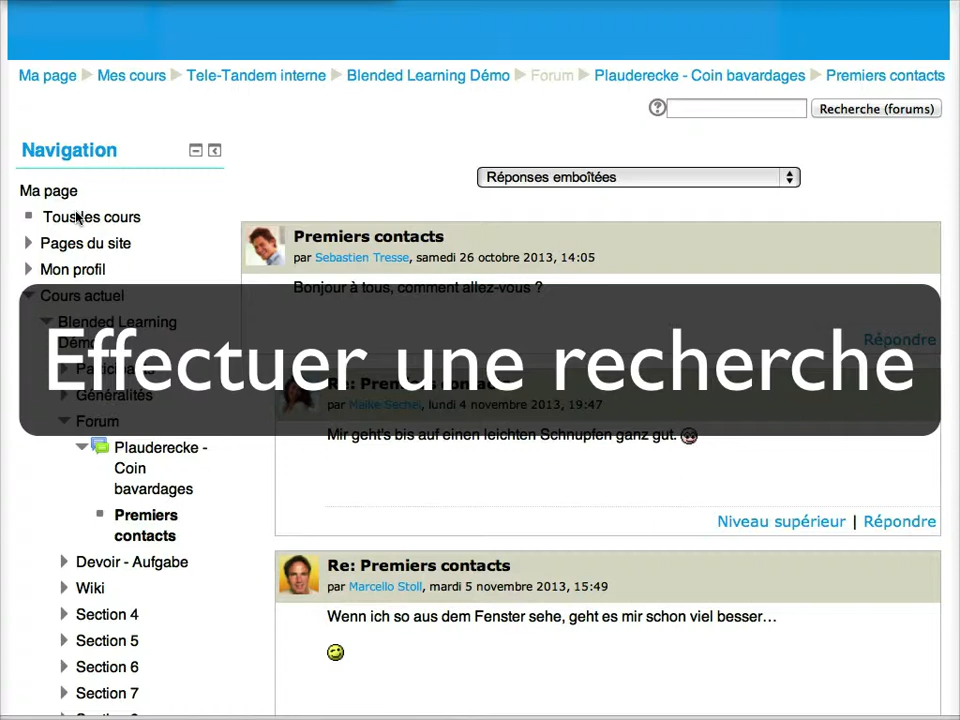 Ma page Mes cours Tele-Tandem interne Blended Learning Démo Forum Plauderecke - Coin bavardages Premiers contacts
? Recherche (forums)
Navigation
Réponses emboîtées
Ma page
Tous les cours
Pages du site
Mon profil
Cours actuel
Blended Learning
Démo
Participants
Généralités
Forum
Plauderecke -
Coin
bavardages
Premiers
contacts
Devoir - Aufgabe
Wiki
Section 4
Section 5
Section 6
Section 7
Premiers contacts
par Sebastien Tresse, samedi 26 octobre 2013, 14:05
Bonjour à tous, comment allez-vous ?
Répondre
Effectuer une recherche
Re: Premiers contacts
par Maike Sechel, lundi 4 novembre 2013, 19:47
Mir geht's bis auf einen leichten Schnupfen ganz gut.
Niveau supérieur | Répondre
Re: Premiers contacts
par Marcello Stoll, mardi 5 novembre 2013, 15:49
Wenn ich so aus dem Fenster sehe, geht es mir schon viel besser...